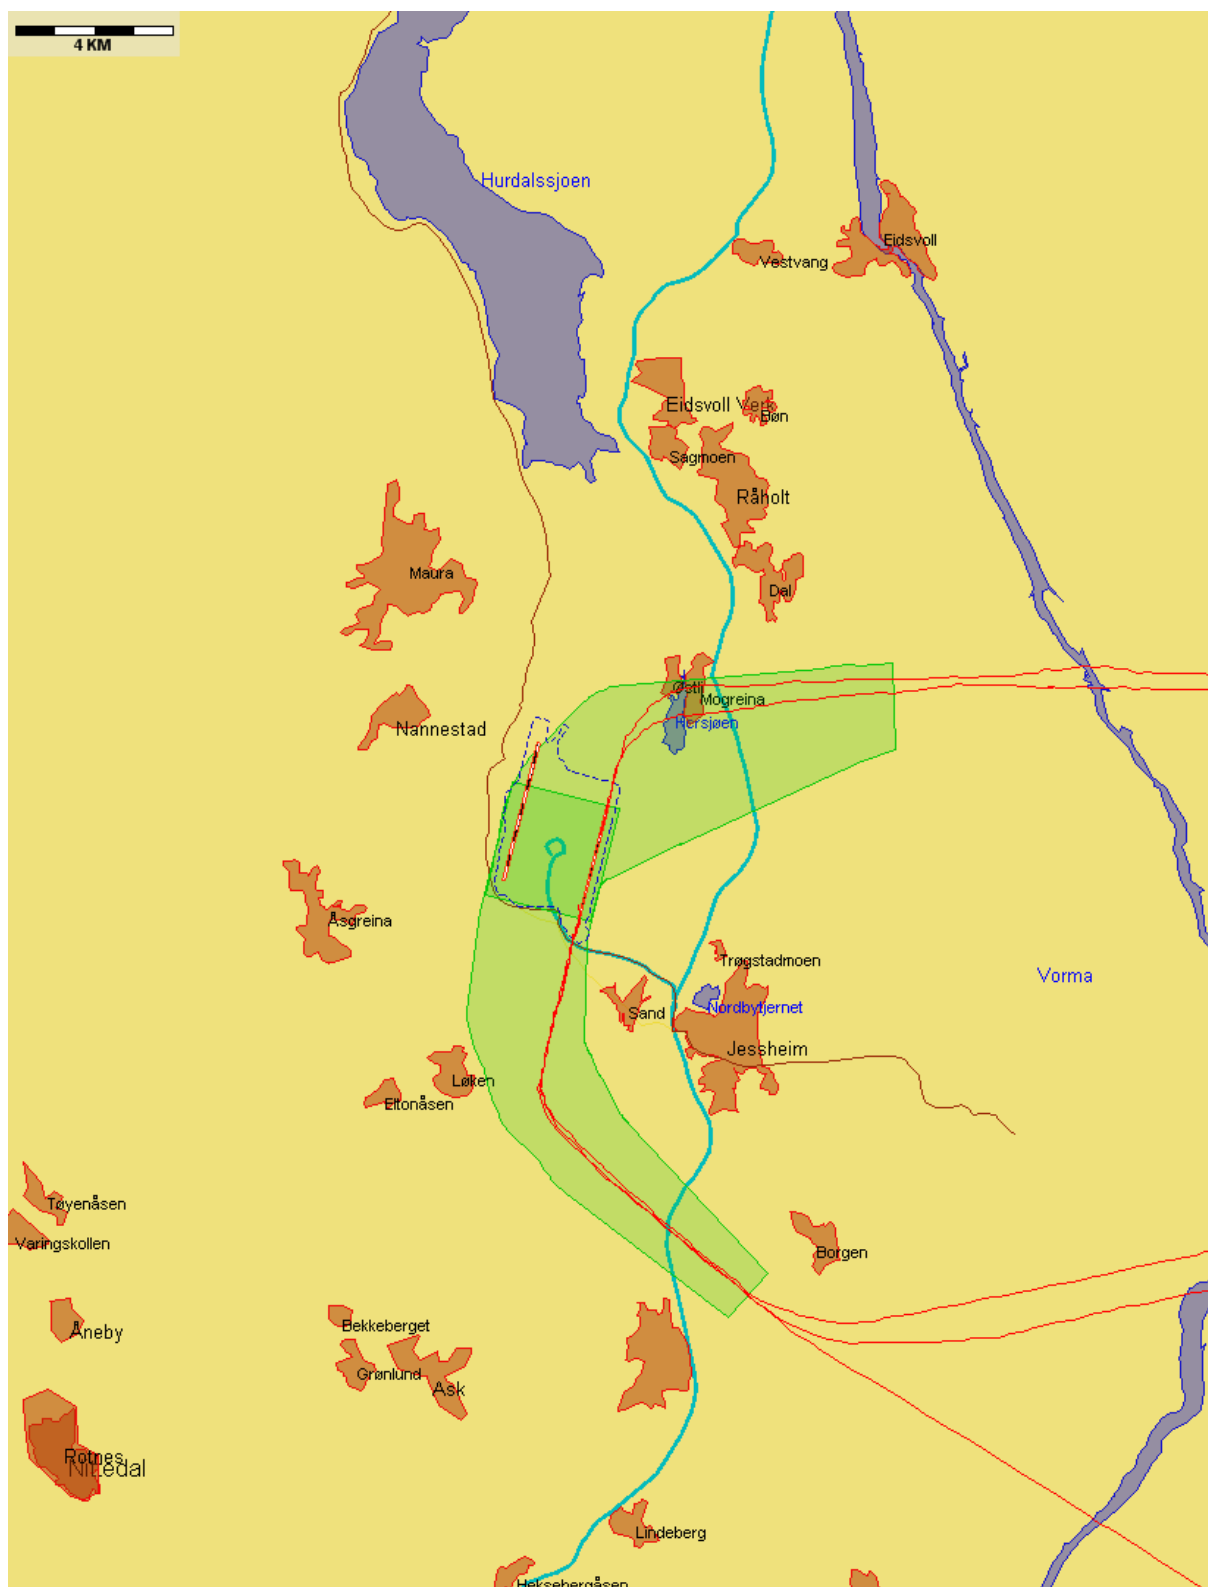 4 KM
Hurdalssjoen
Eidsvoll
Vestvang
Eidsvoll Verk
Bøn
Sagmoen
Råholt
Maura
Dal
Østli
Mogreina
Hersjøen
Nannestad
Åsgreina
Trøgstadmoen
Vorma
Nordbytjernet
Sand
Jessheim
Løken
Eltonåsen
Tøyenåsen
Varingskollen
Borgen
Åneby
Bekkeberget
Grønlund
Ask
Rotnes
Nittedal
Lindeberg
Heksebergåsen